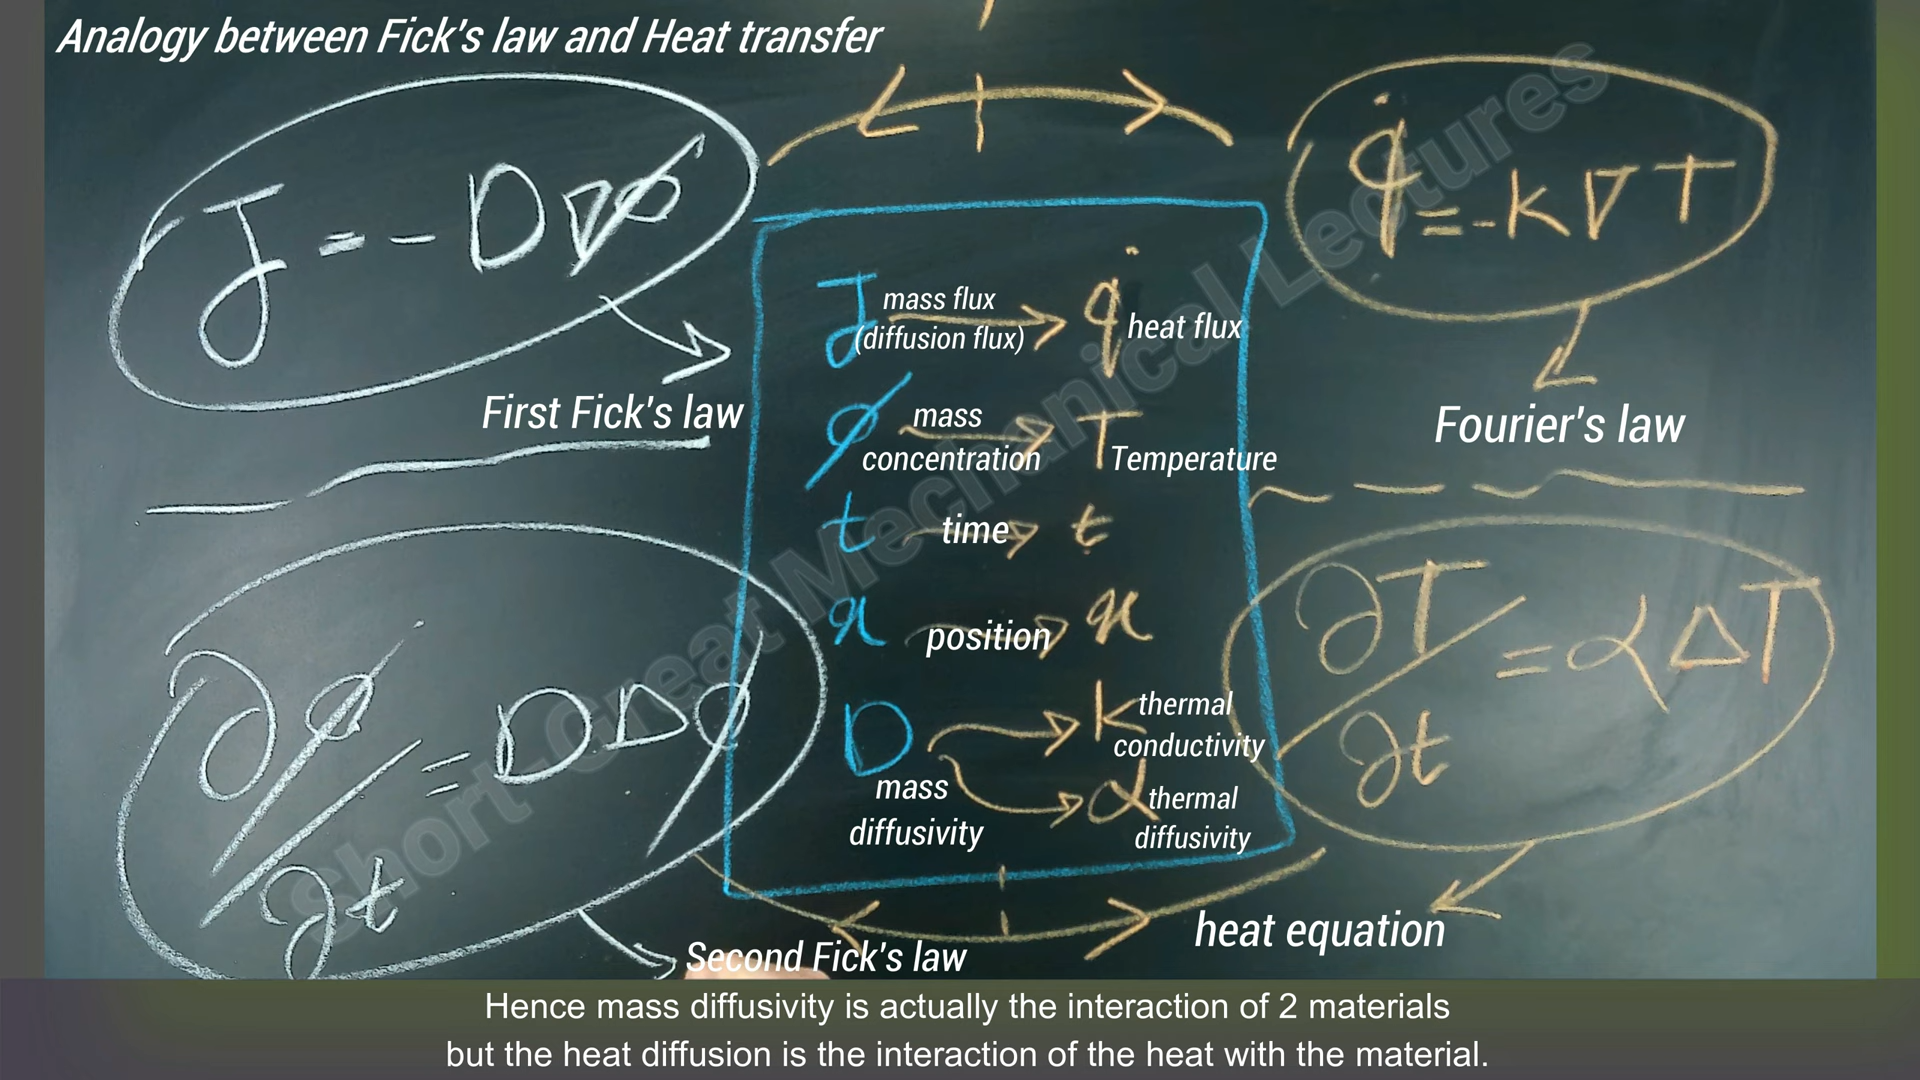 Analogy between Fick's law and Heat transfer
J = - D∇ϕ
First Fick's law
∂ϕ/∂t = DΔϕ
Second Fick's law
J mass flux (diffusion flux) → q̇ heat flux
ϕ mass concentration → T Temperature
t time → t
x position → x
D mass diffusivity → k thermal conductivity
→ α thermal diffusivity
q̇ = -k∇T
Fourier's law
∂T/∂t = αΔT
heat equation
Short-Great Mechanical Lectures
Hence mass diffusivity is actually the interaction of 2 materials
but the heat diffusion is the interaction of the heat with the material.